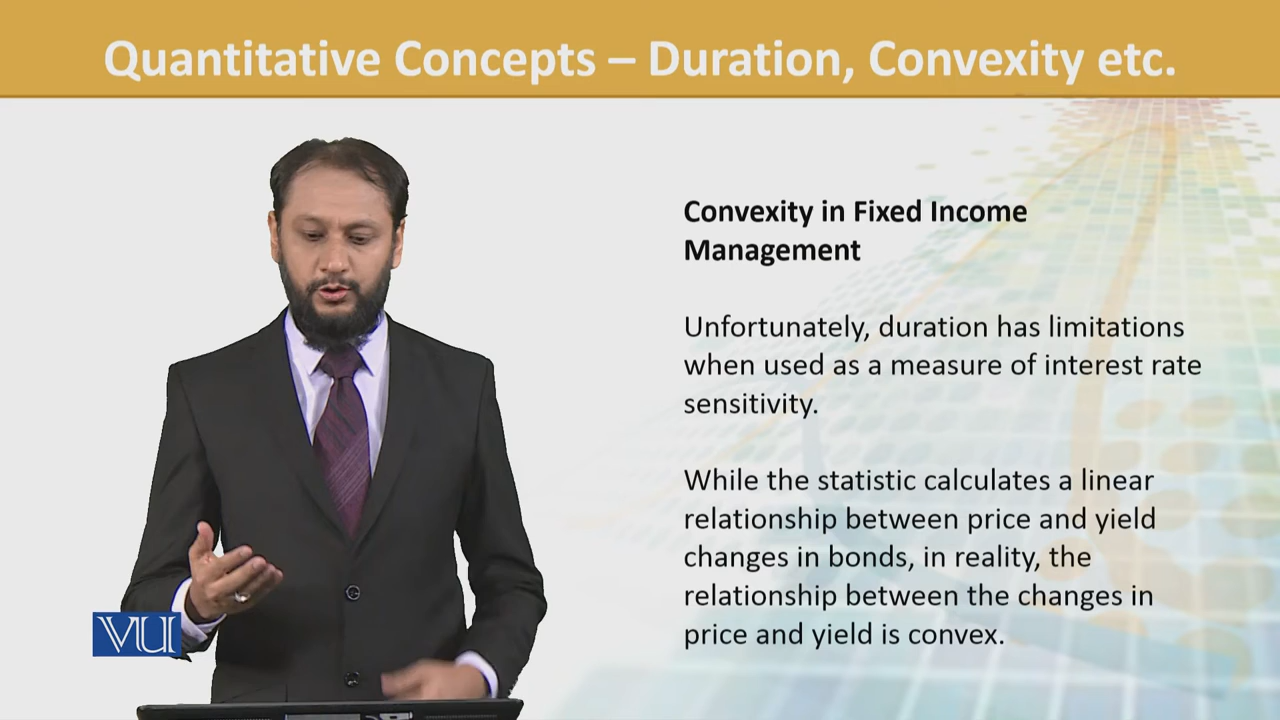 Quantitative Concepts – Duration, Convexity etc.
Convexity in Fixed Income
Management
Unfortunately, duration has limitations
when used as a measure of interest rate
sensitivity.
While the statistic calculates a linear
relationship between price and yield
changes in bonds, in reality, the
relationship between the changes in
price and yield is convex.
VU